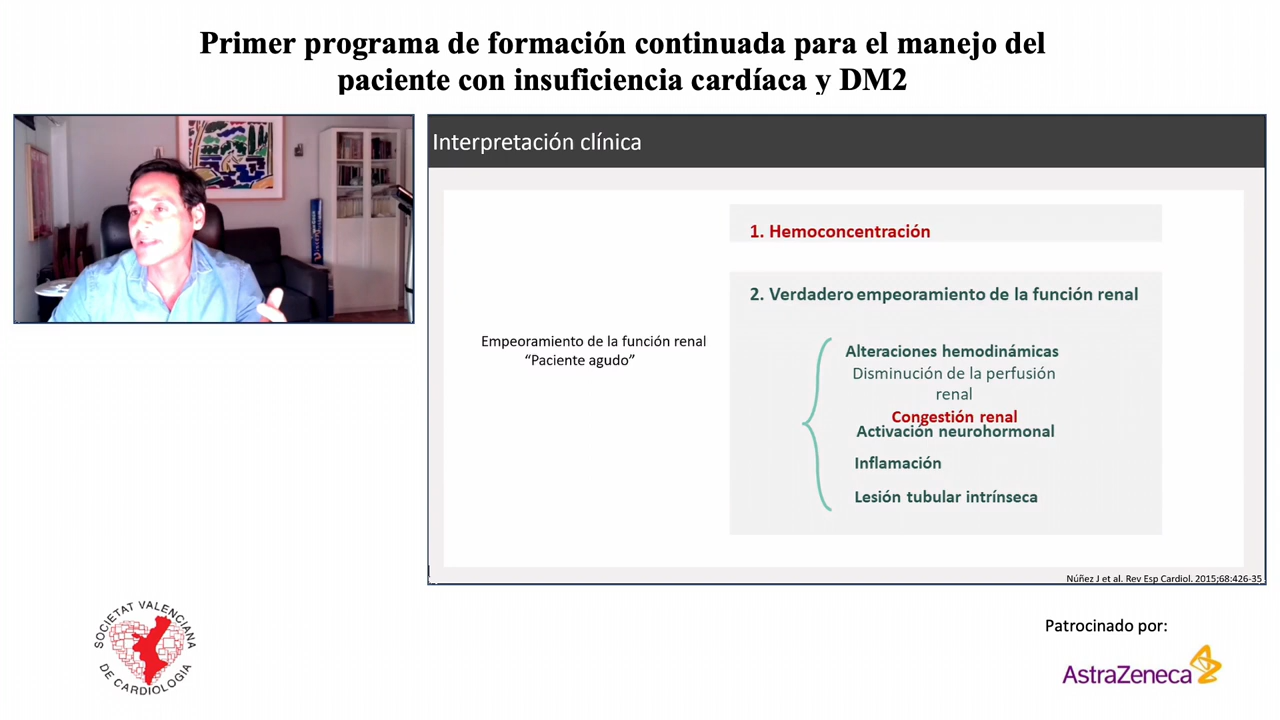 Primer programa de formación continuada para el manejo del
paciente con insuficiencia cardíaca y DM2
Interpretación clínica
1. Hemoconcentración
2. Verdadero empeoramiento de la función renal
Empeoramiento de la función renal
“Paciente agudo”
Alteraciones hemodinámicas
Disminución de la perfusión
renal
Congestión renal
Activación neurohormonal
Inflamación
Lesión tubular intrínseca
Núñez J et al. Rev Esp Cardiol. 2015;68:426-35
SOCIETAT VALENCIANA
DE CARDIOLOGIA
Patrocinado por:
AstraZeneca